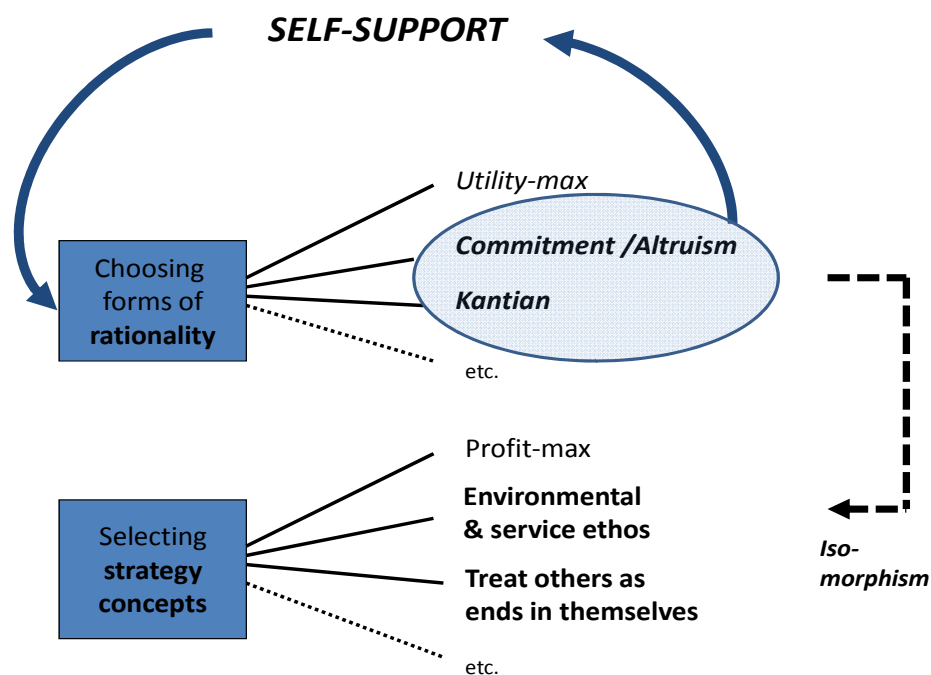 SELF-SUPPORT
Utility-max
Commitment /Altruism
Kantian
etc.
Choosing
forms of
rationality
Profit-max
Environmental
& service ethos
Treat others as
ends in themselves
etc.
Selecting
strategy
concepts
Iso-
morphism